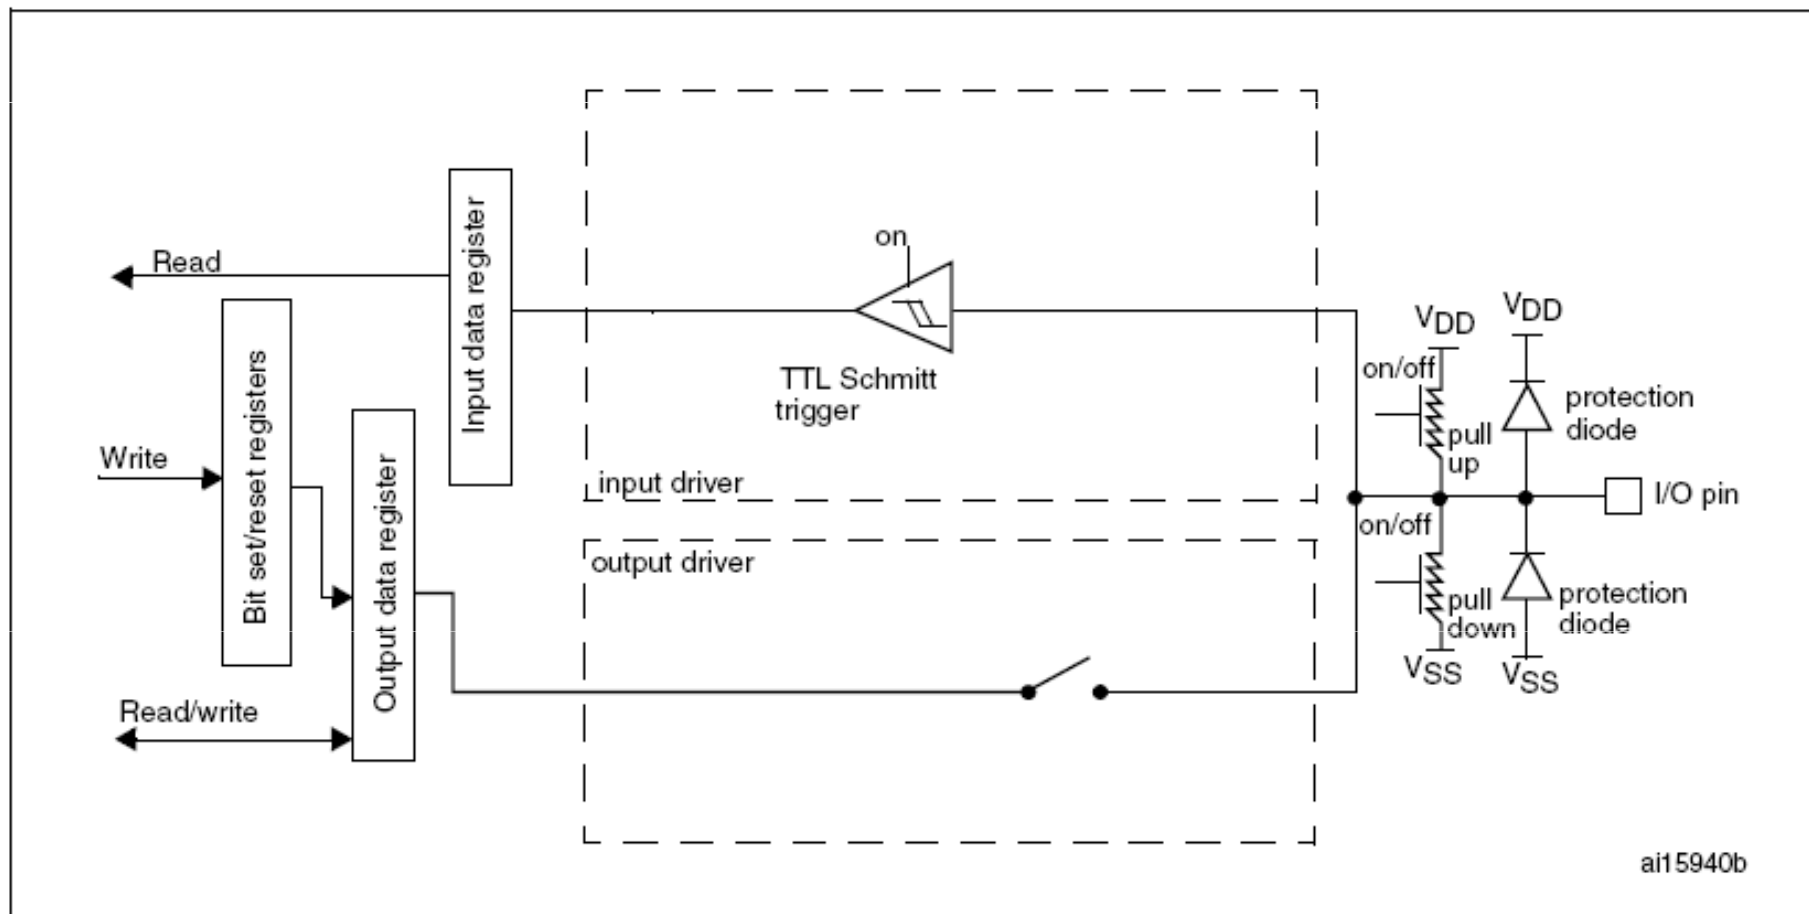 Read
Input data register
on
TTL Schmitt
trigger
input driver
Write
Bit set/reset registers
Output data register
Read/write
output driver
VDD
on/off
pull
up
VDD
protection
diode
I/O pin
on/off
pull
down
VSS
protection
diode
VSS
ai15940b